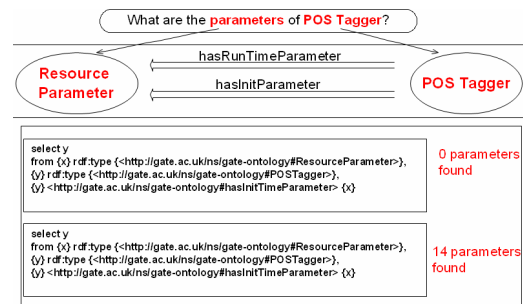 What are the parameters of POS Tagger?
hasRunTimeParameter
Resource
Parameter
hasInitParameter
POS Tagger
select y
from {x} rdf:type {<http://gate.ac.uk/ns/gate-ontology#ResourceParameter>},
{y} rdf:type {<http://gate.ac.uk/ns/gate-ontology#POSTagger>},
{y} <http://gate.ac.uk/ns/gate-ontology#hasInitTimeParameter> {x}
0 parameters
found
select y
from {x} rdf:type {<http://gate.ac.uk/ns/gate-ontology#ResourceParameter>},
{y} rdf:type {<http://gate.ac.uk/ns/gate-ontology#POSTagger>},
{y} <http://gate.ac.uk/ns/gate-ontology#hasInitTimeParameter> {x}
14 parameters
found